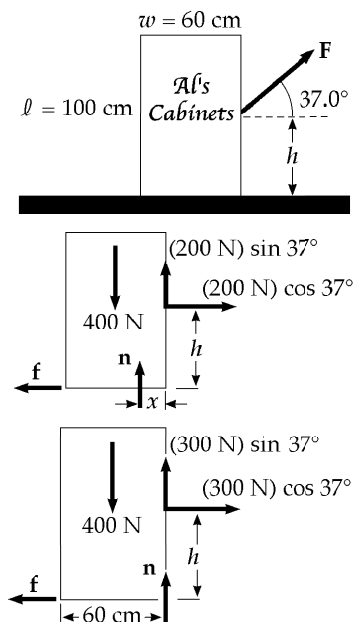 w = 60 cm
F
Al's
Cabinets
ℓ = 100 cm
37.0°
h
(200 N) sin 37°
(200 N) cos 37°
400 N
n
h
f
x
(300 N) sin 37°
(300 N) cos 37°
400 N
n
h
f
60 cm